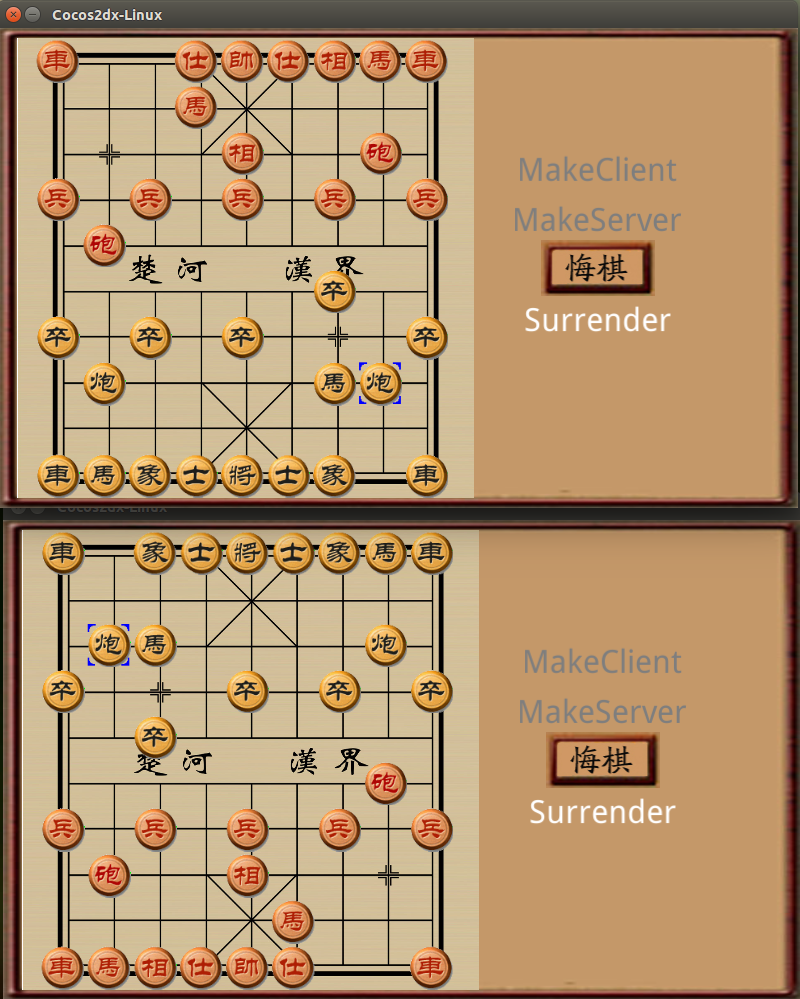 Cocos2dx-Linux
車 仕 帥 仕 相 馬 車
馬
相 砲
兵 兵 兵 兵 兵
砲
楚 河 漢 界
卒
卒 卒 卒 卒
炮 馬 炮
車 馬 象 士 將 士 象 車
MakeClient
MakeServer
悔棋
Surrender
Cocos2dx-Linux
車 象 士 將 士 象 馬 車
炮 馬 炮
卒 卒 卒 卒
卒
楚 河 漢 界
砲
兵 兵 兵 兵 兵
砲 相
馬
車 馬 相 仕 帥 仕 車
MakeClient
MakeServer
悔棋
Surrender